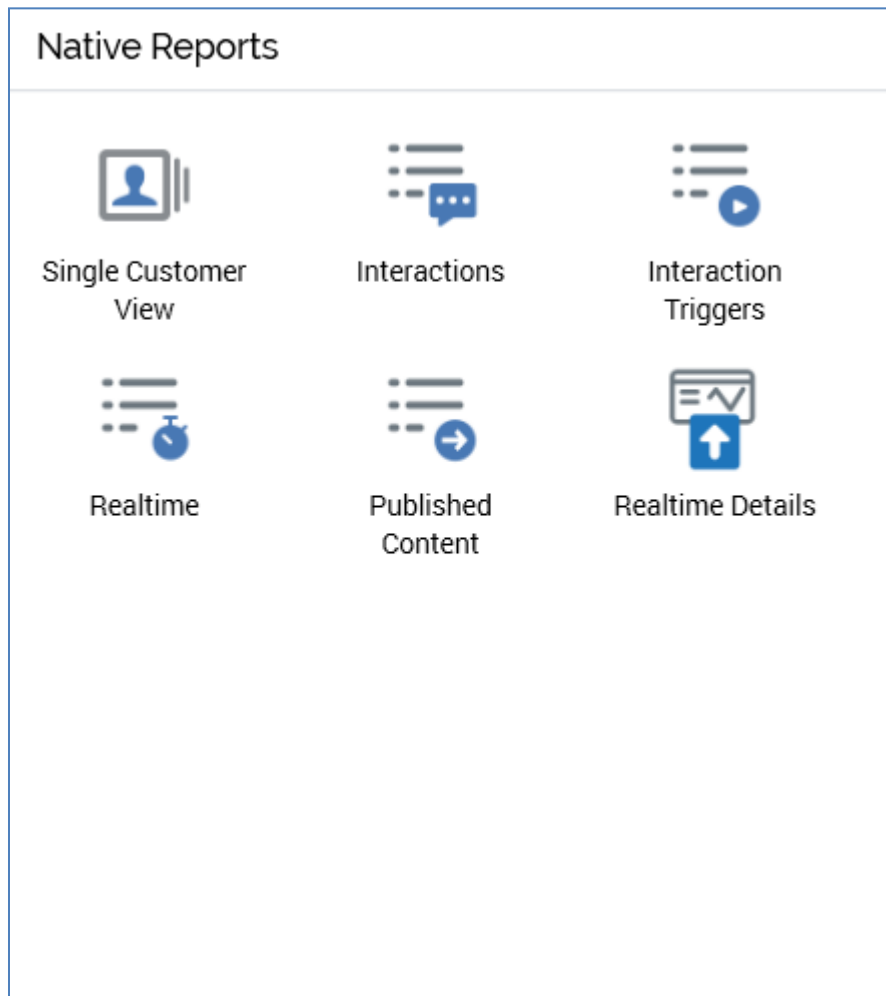 Native Reports
Single Customer
View
Interactions
Interaction
Triggers
Realtime
Published
Content
Realtime Details